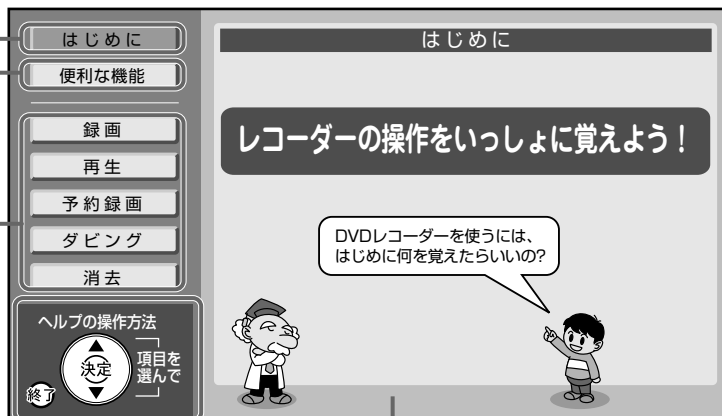 はじめに
便利な機能
録画
再生
予約録画
ダビング
消去
ヘルプの操作方法
決定
項目を
選んで
終了
はじめに
レコーダーの操作をいっしょに覚えよう!
DVDレコーダーを使うには、
はじめに何を覚えたらいいの?